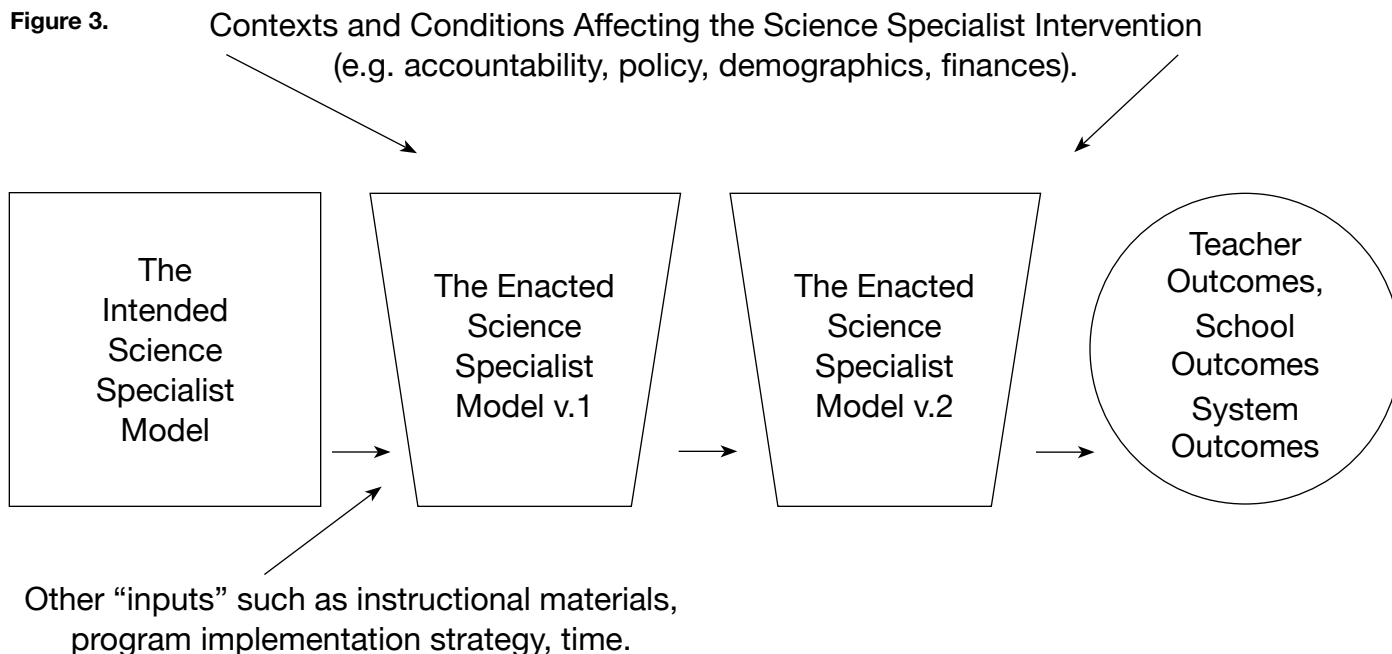 Figure 3.
Contexts and Conditions Affecting the Science Specialist Intervention
(e.g. accountability, policy, demographics, finances).
The
Intended
Science
Specialist
Model
The Enacted
Science
Specialist
Model v.1
The Enacted
Science
Specialist
Model v.2
Teacher
Outcomes,
School
Outcomes
System
Outcomes
Other “inputs” such as instructional materials,
program implementation strategy, time.